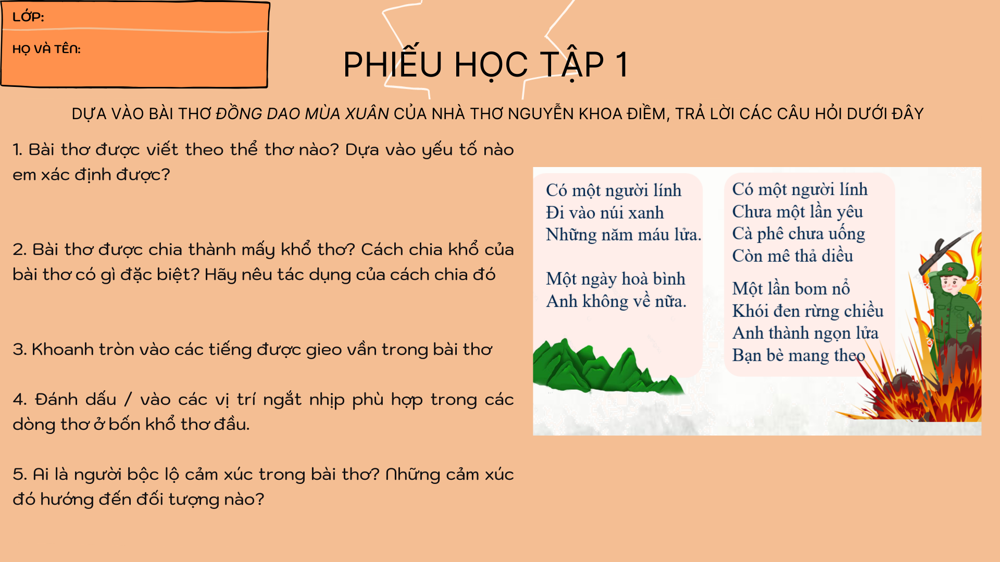 LỚP:
HỌ VÀ TÊN:
PHIẾU HỌC TẬP 1
DỰA VÀO BÀI THƠ ĐỒNG DAO MÙA XUÂN CỦA NHÀ THƠ NGUYỄN KHOA ĐIỀM, TRẢ LỜI CÁC CÂU HỎI DƯỚI ĐÂY
1. Bài thơ được viết theo thể thơ nào? Dựa vào yếu tố nào
em xác định được?
2. Bài thơ được chia thành mấy khổ thơ? Cách chia khổ của
bài thơ có gì đặc biệt? Hãy nêu tác dụng của cách chia đó
3. Khoanh tròn vào các tiếng được gieo vần trong bài thơ
4. Đánh dấu / vào các vị trí ngắt nhịp phù hợp trong các
dòng thơ ở bốn khổ thơ đầu.
5. Ai là người bộc lộ cảm xúc trong bài thơ? Những cảm xúc
đó hướng đến đối tượng nào?
Có một người lính
Đi vào núi xanh
Những năm máu lửa.
Một ngày hoà bình
Anh không về nữa.
Có một người lính
Chưa một lần yêu
Cà phê chưa uống
Còn mê thả diều
Một lần bom nổ
Khói đen rừng chiều
Anh thành ngọn lửa
Bạn bè mang theo